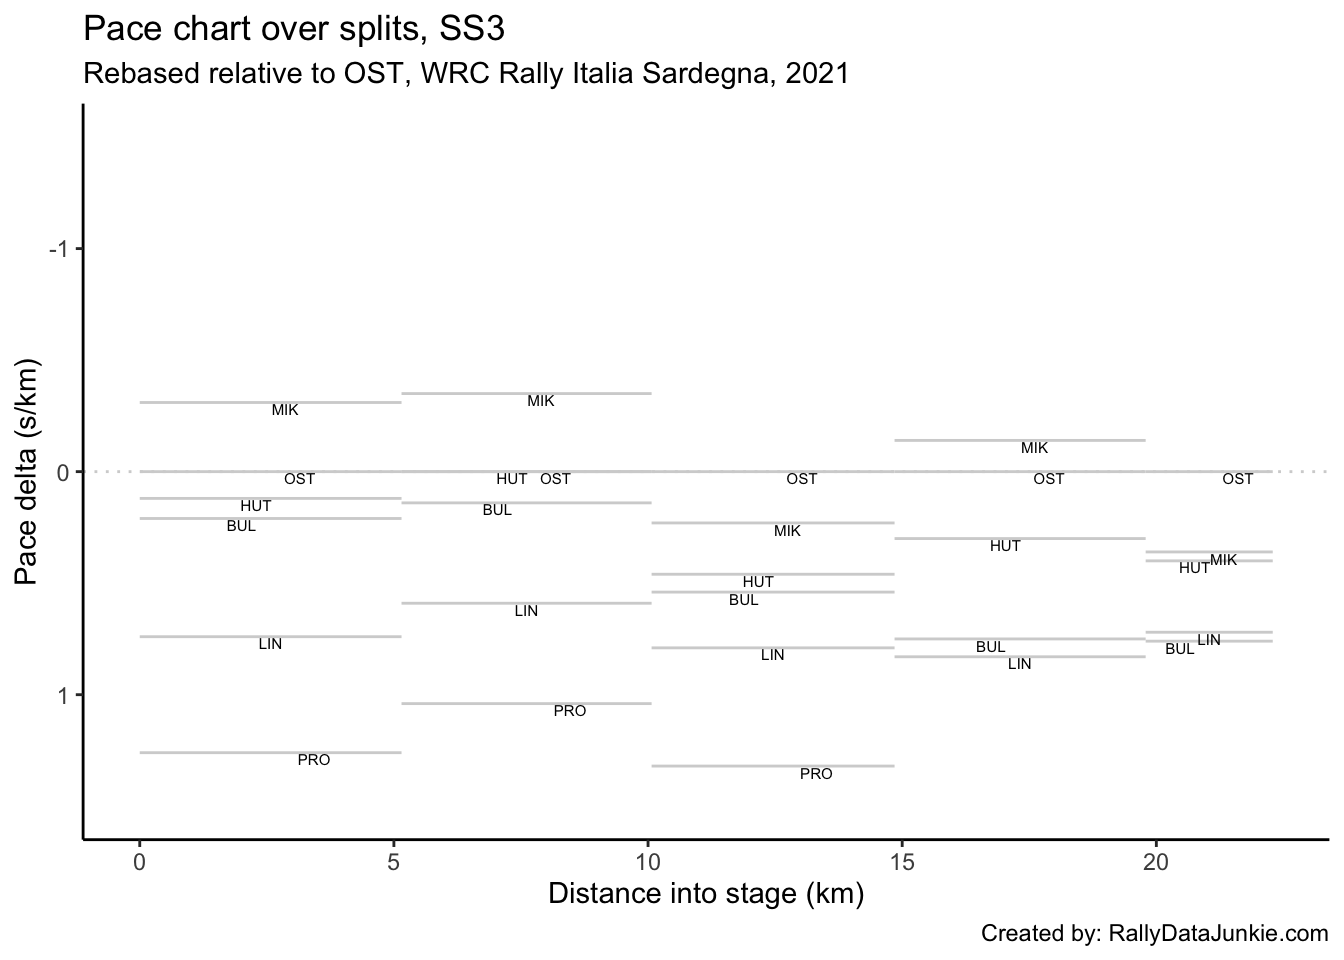 Pace chart over splits, SS3
Rebased relative to OST, WRC Rally Italia Sardegna, 2021
Pace delta (s/km)
-1
0
1
MIK
OST
HUT
BUL
LIN
PRO
MIK
HUT OST
BUL
LIN
PRO
OST
MIK
HUT
BUL
LIN
PRO
MIK
OST
HUT
BUL
LIN
OST
MIK
HUT
LIN
BUL
0 5 10 15 20
Distance into stage (km)
Created by: RallyDataJunkie.com